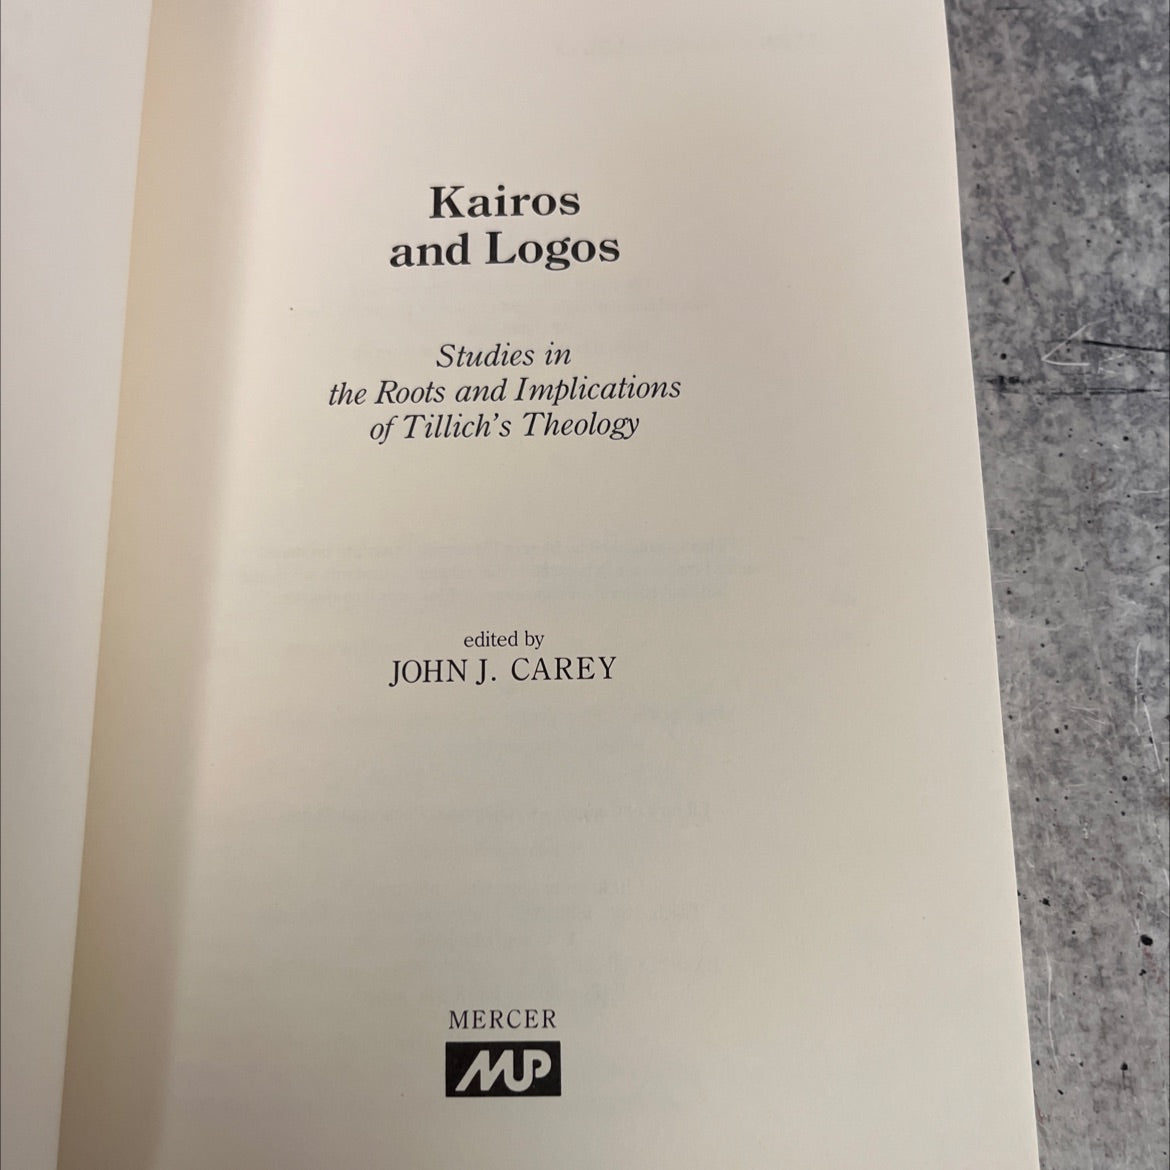 Kairos
and Logos
Studies in
the Roots and Implications
of Tillich's Theology
edited by
JOHN J. CAREY
MERCER
MUP